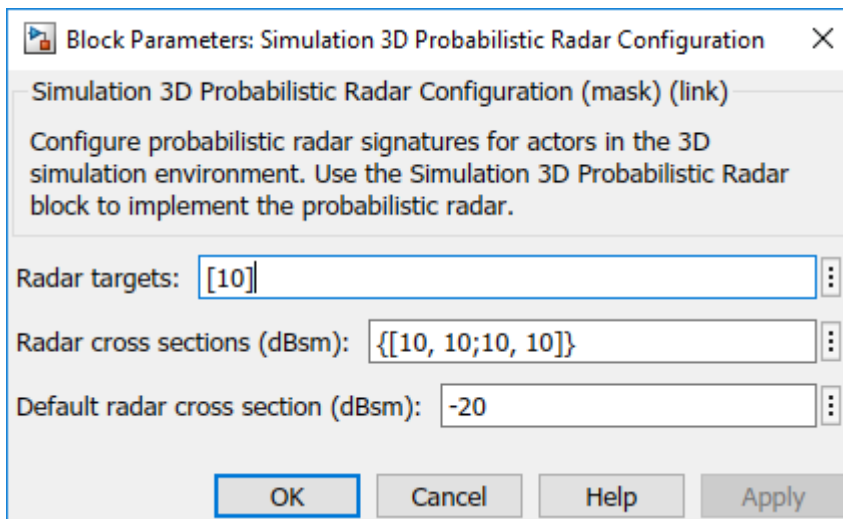 Block Parameters: Simulation 3D Probabilistic Radar Configuration
Simulation 3D Probabilistic Radar Configuration (mask) (link)
Configure probabilistic radar signatures for actors in the 3D
simulation environment. Use the Simulation 3D Probabilistic Radar
block to implement the probabilistic radar.
Radar targets: [10]
Radar cross sections (dBsm): {[10, 10;10, 10]}
Default radar cross section (dBsm): -20
OK Cancel Help Apply